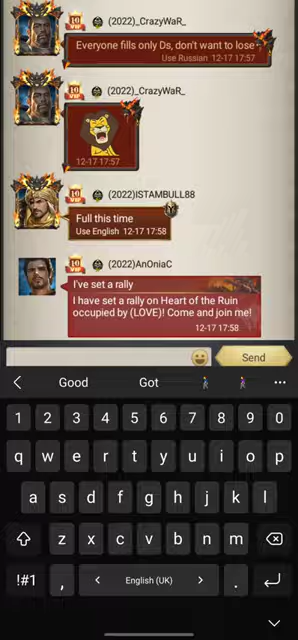 10
VIP
(2022)_CrazyWaR_
Everyone fills only Ds, don't want to lose
Use Russian 12-17 17:57
10
VIP
(2022)_CrazyWaR_
12-17 17:57
10
VIP
(2022)ISTAMBULL88
Full this time
Use English 12-17 17:58
10
VIP
(2022)AnOniaC
I've set a rally
I have set a rally on Heart of the Ruin
occupied by (LOVE)! Come and join me!
12-17 17:58
Send
Good Got
1 2 3 4 5 6 7 8 9 0
q w e r t y u i o p
a s d f g h j k l
z x c v b n m
!#1 , English (UK) .